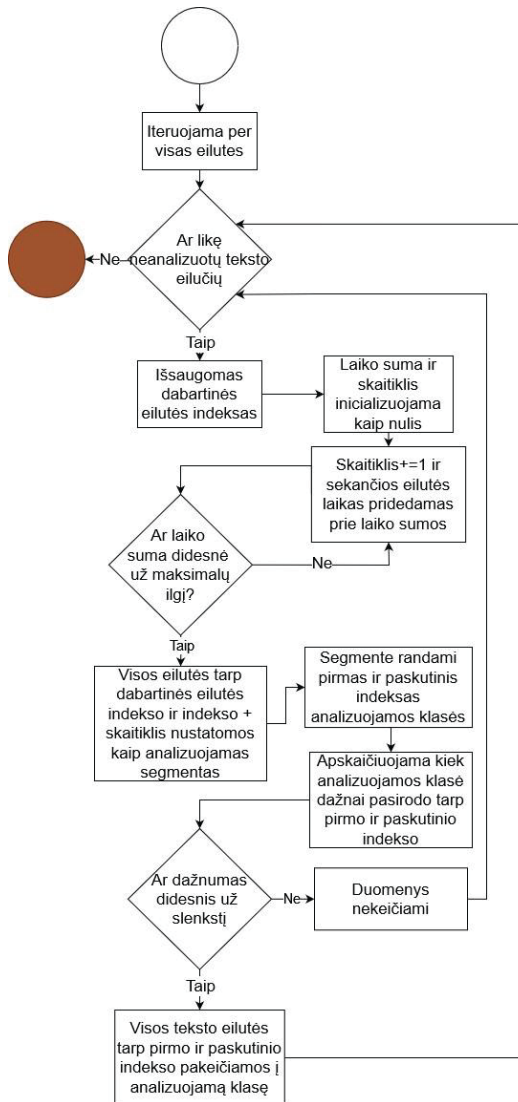 Iteruojama per
visas eilutes
Ar likę
neanalizuotų teksto
eilučių
Ne
Taip
Išsaugomas
dabartinės
eilutės indeksas
Laiko suma ir
skaitiklis
inicializuojama
kaip nulis
Skaitiklis+=1 ir
sekančios eilutės
laikas pridedamas
prie laiko sumos
Ar laiko
suma didesnė
už maksimalų
ilgį?
Ne
Taip
Visos eilutės tarp
dabartinės eilutės
indekso ir indekso +
skaitiklis nustatomos
kaip analizuojamas
segmentas
Segmente randami
pirmas ir paskutinis
indeksas
analizuojamos klasės
Apskaičiuojama kiek
analizuojamos klasė
dažnai pasirodo tarp
pirmo ir paskutinio
indekso
Ar dažnumas
didesnis už
slenkstį
Ne
Duomenys
nekeičiami
Taip
Visos teksto eilutės
tarp pirmo ir paskutinio
indekso pakeičiamos į
analizuojamą klasę